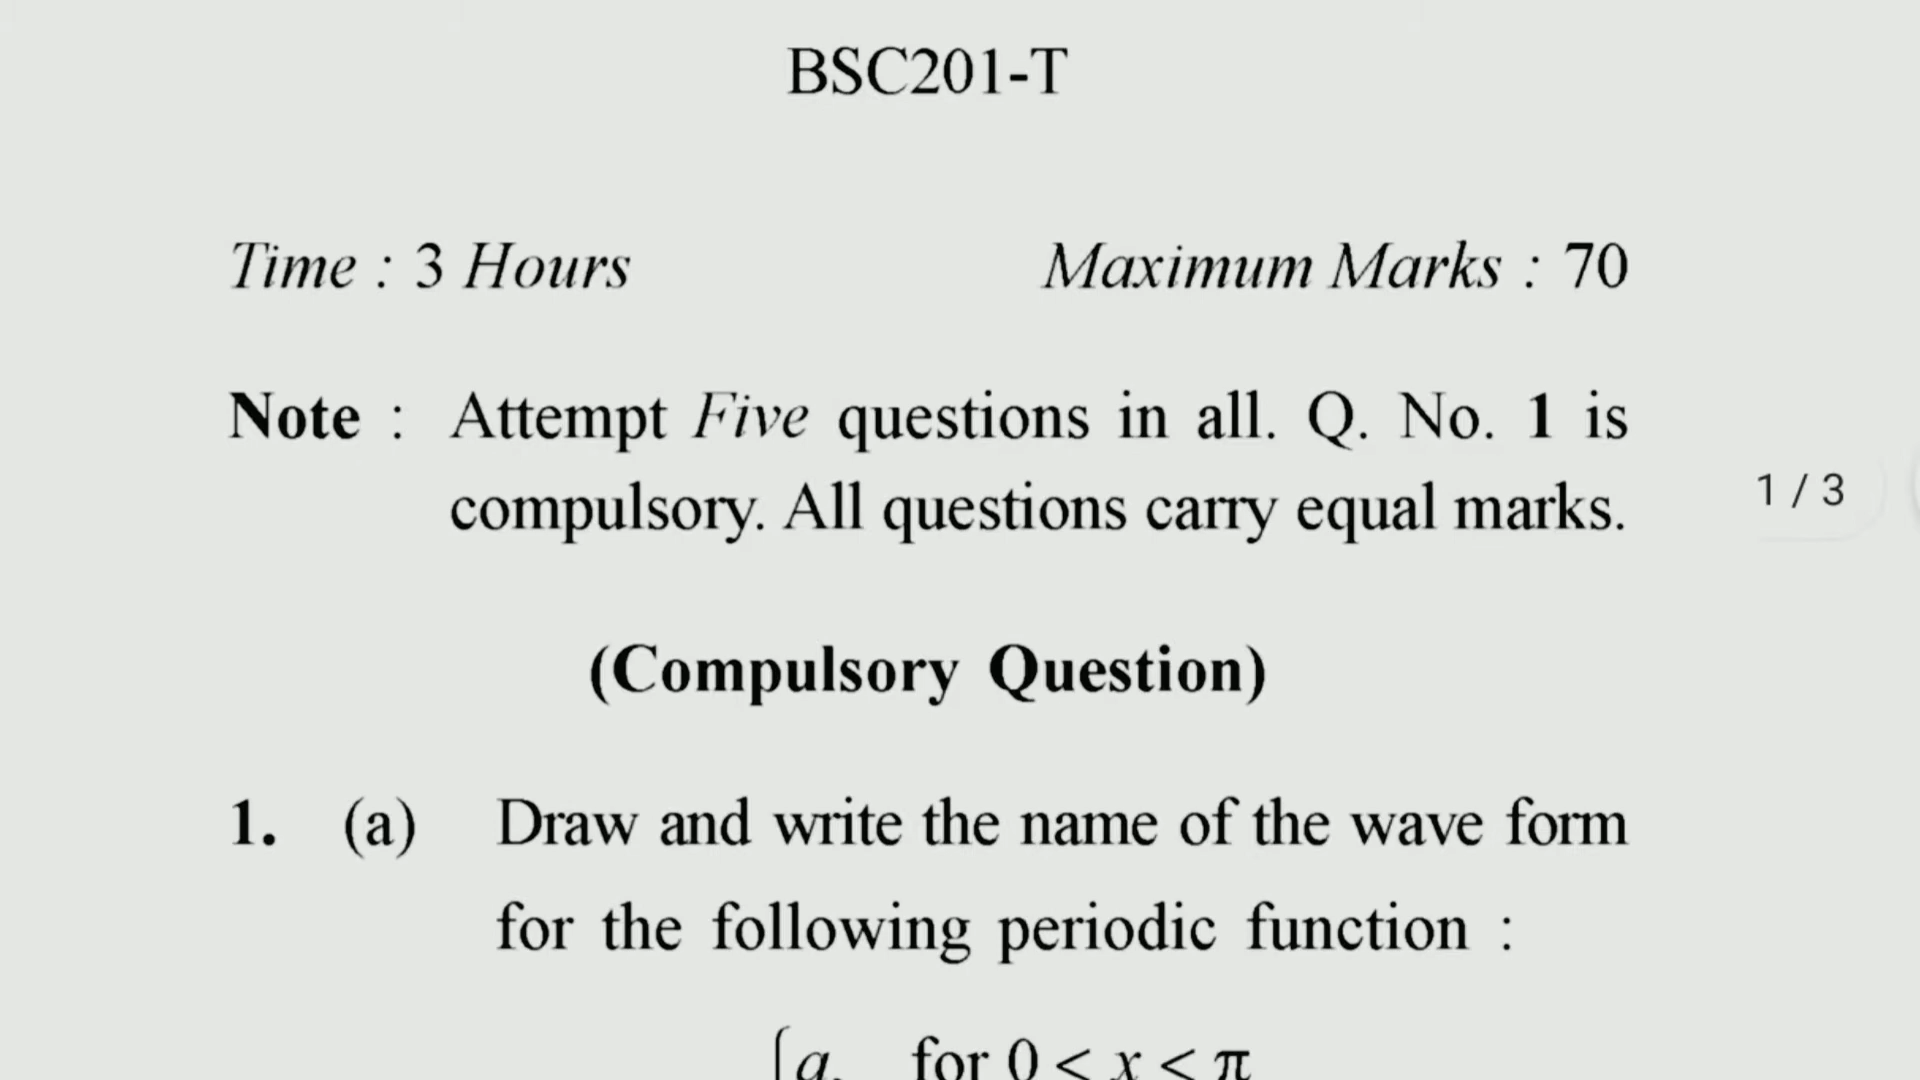 BSC201-T
Time : 3 Hours Maximum Marks : 70
Note : Attempt Five questions in all. Q. No. 1 is
compulsory. All questions carry equal marks.
1 / 3
(Compulsory Question)
1. (a) Draw and write the name of the wave form
for the following periodic function :
a, for 0 < x < π